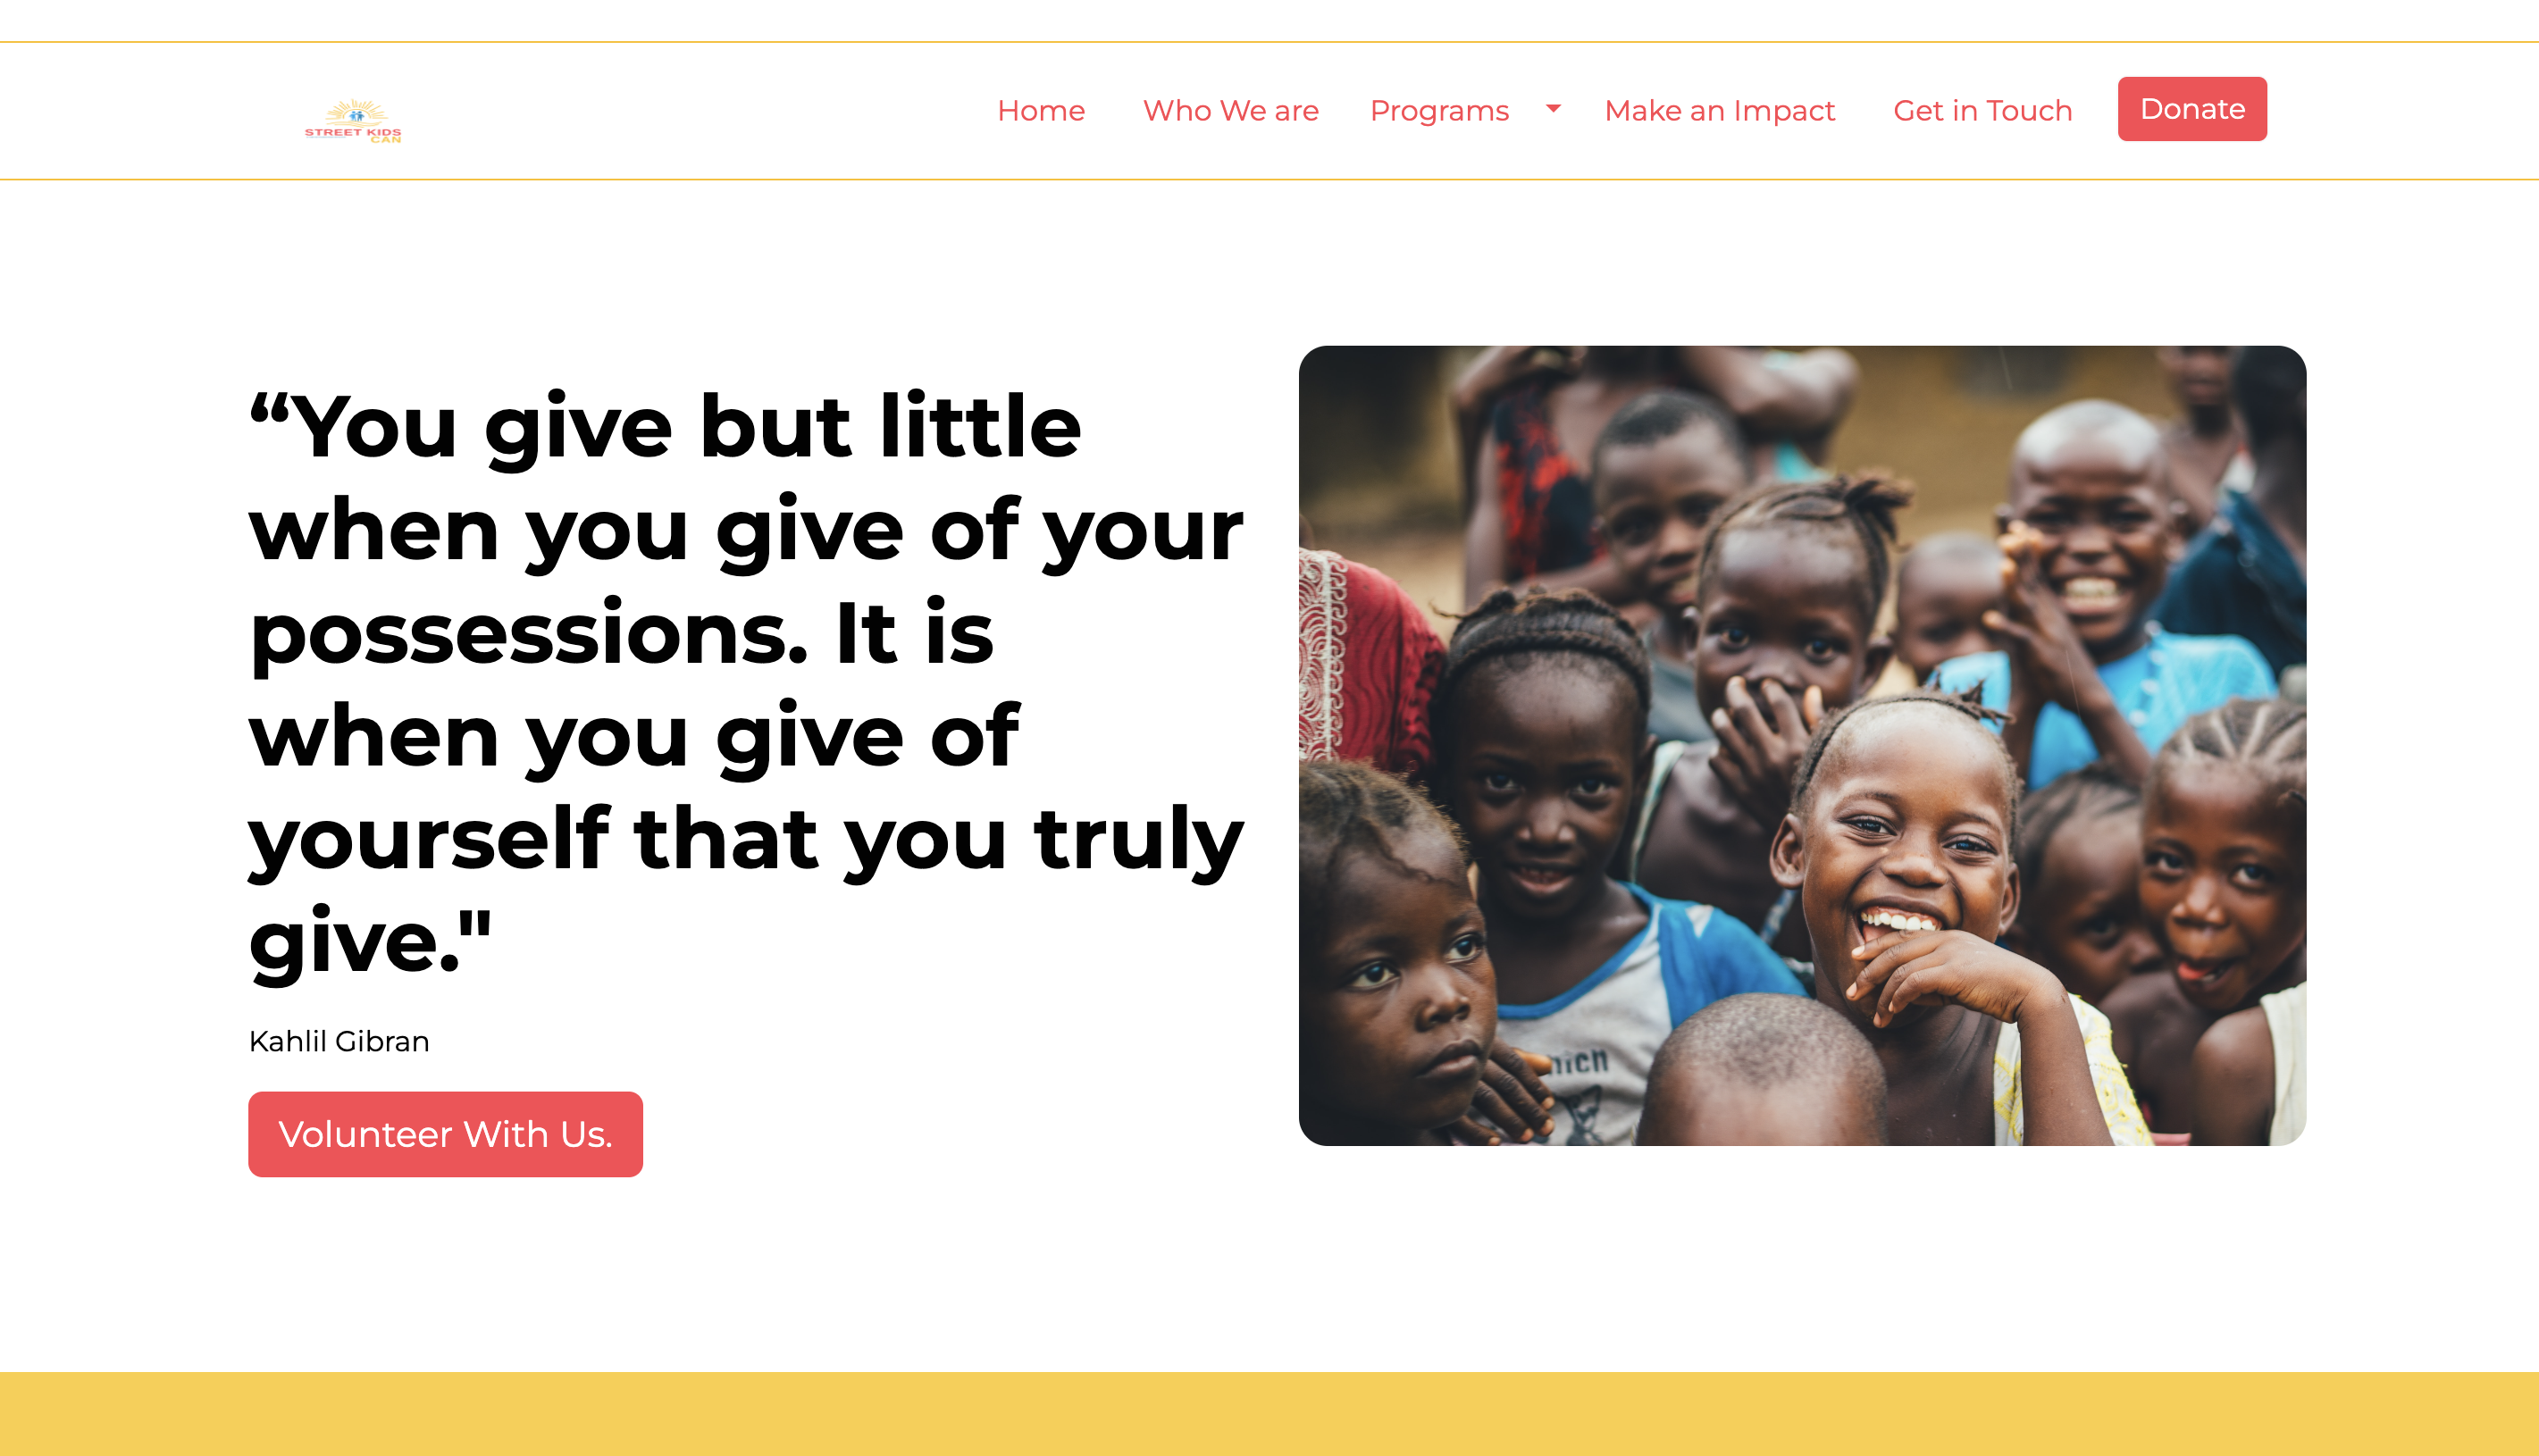 STREET KIDS
CAN
Home Who We are Programs Make an Impact Get in Touch Donate
“You give but little
when you give of your
possessions. It is
when you give of
yourself that you truly
give."
Kahlil Gibran
Volunteer With Us.